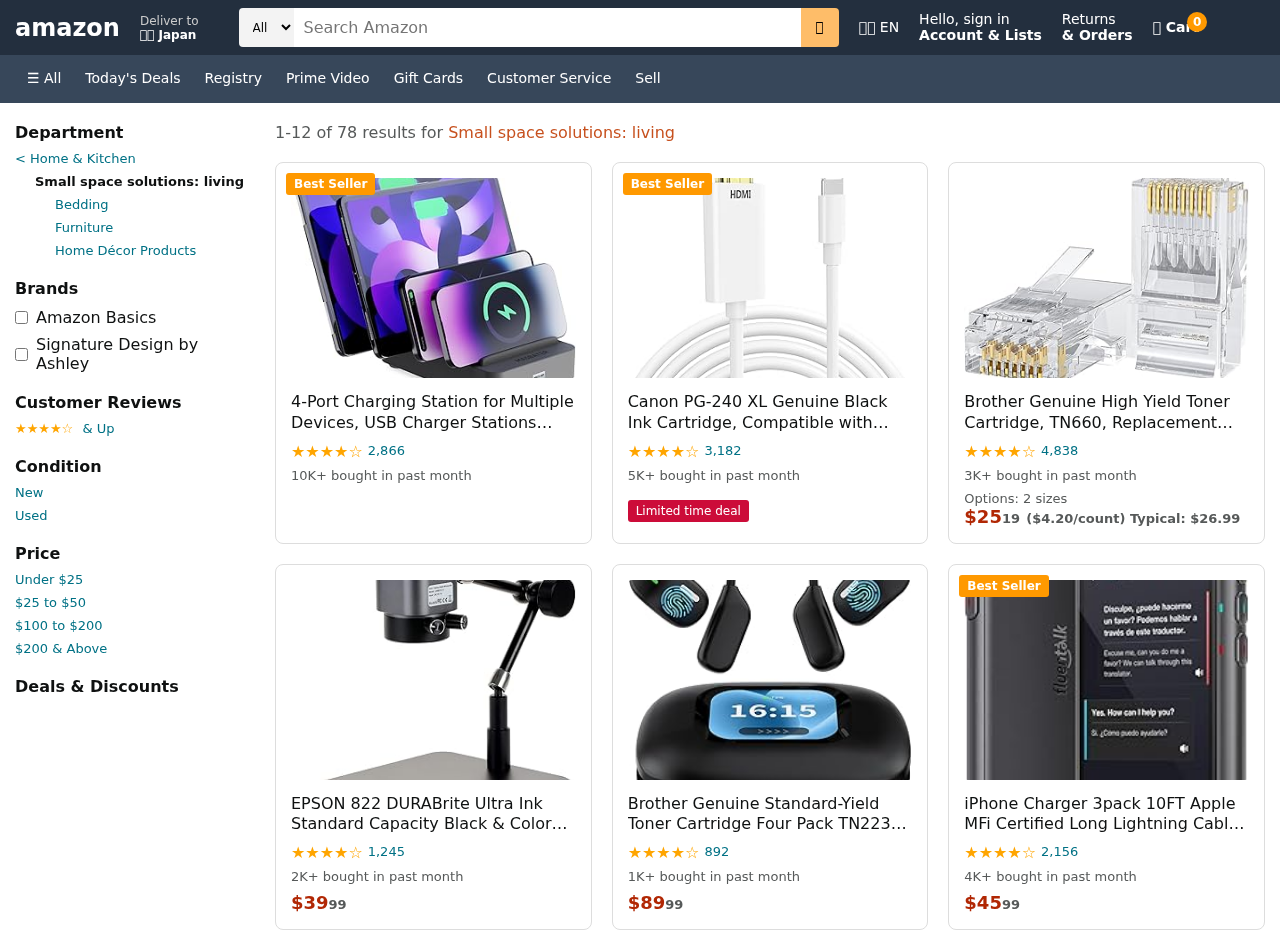 amazon
Deliver to
Japan
All
Search Amazon
EN
Hello, sign in
Account & Lists
Returns
& Orders
0
☰ All
Today's Deals
Registry
Prime Video
Gift Cards
Customer Service
Sell
Department
< Home & Kitchen
Small space solutions: living
Bedding
Furniture
Home Décor Products
Brands
Amazon Basics
Signature Design by
Ashley
Customer Reviews
★★★★☆ & Up
Condition
New
Used
Price
Under $25
$25 to $50
$100 to $200
$200 & Above
Deals & Discounts
1-12 of 78 results for Small space solutions: living
Best Seller
4-Port Charging Station for Multiple
Devices, USB Charger Stations…
★★★★☆ 2,866
10K+ bought in past month
Best Seller
HDMI
Canon PG-240 XL Genuine Black
Ink Cartridge, Compatible with…
★★★★☆ 3,182
5K+ bought in past month
Limited time deal
Brother Genuine High Yield Toner
Cartridge, TN660, Replacement…
★★★★☆ 4,838
3K+ bought in past month
Options: 2 sizes
$25 19 ($4.20/count) Typical: $26.99
EPSON 822 DURABrite Ultra Ink
Standard Capacity Black & Color…
★★★★☆ 1,245
2K+ bought in past month
$39 99
16:15
> > > >
Brother Genuine Standard-Yield
Toner Cartridge Four Pack TN223…
★★★★☆ 892
1K+ bought in past month
$89 99
Best Seller
fluentalk
Disculpe, ¿puede hacerme
un favor? Podemos hablar a
través de este traductor.
Excuse me, can you do me a
favor? We can talk through this
translator.
Yes. How can I help you?
Sí. ¿Cómo puedo ayudarle?
iPhone Charger 3pack 10FT Apple
MFi Certified Long Lightning Cabl…
★★★★☆ 2,156
4K+ bought in past month
$45 99